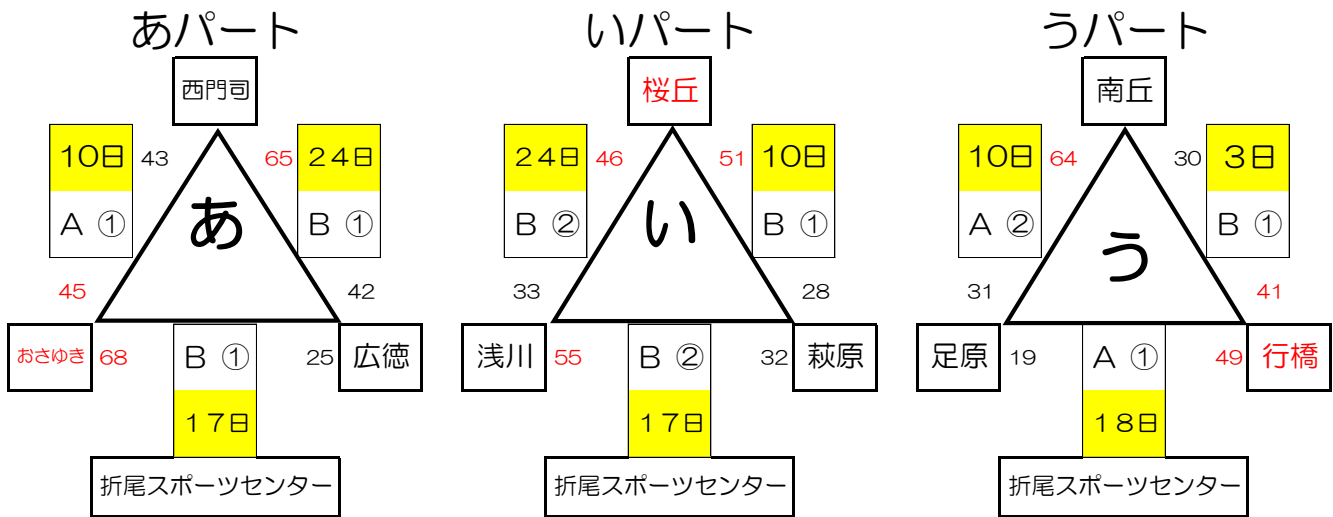 あパート いパート うパート
西門司 桜丘 南丘
10日 43 65 24日 24日 46 51 10日 10日 64 30 3日
A ① あ B ① B ② い B ① A ② う B ①
45 42 33 28 31 41
おさゆき 68 B ① 25 広徳 浅川 55 B ② 32 萩原 足原 19 A ① 49 行橋
17日 17日 18日
折尾スポーツセンター 折尾スポーツセンター 折尾スポーツセンター